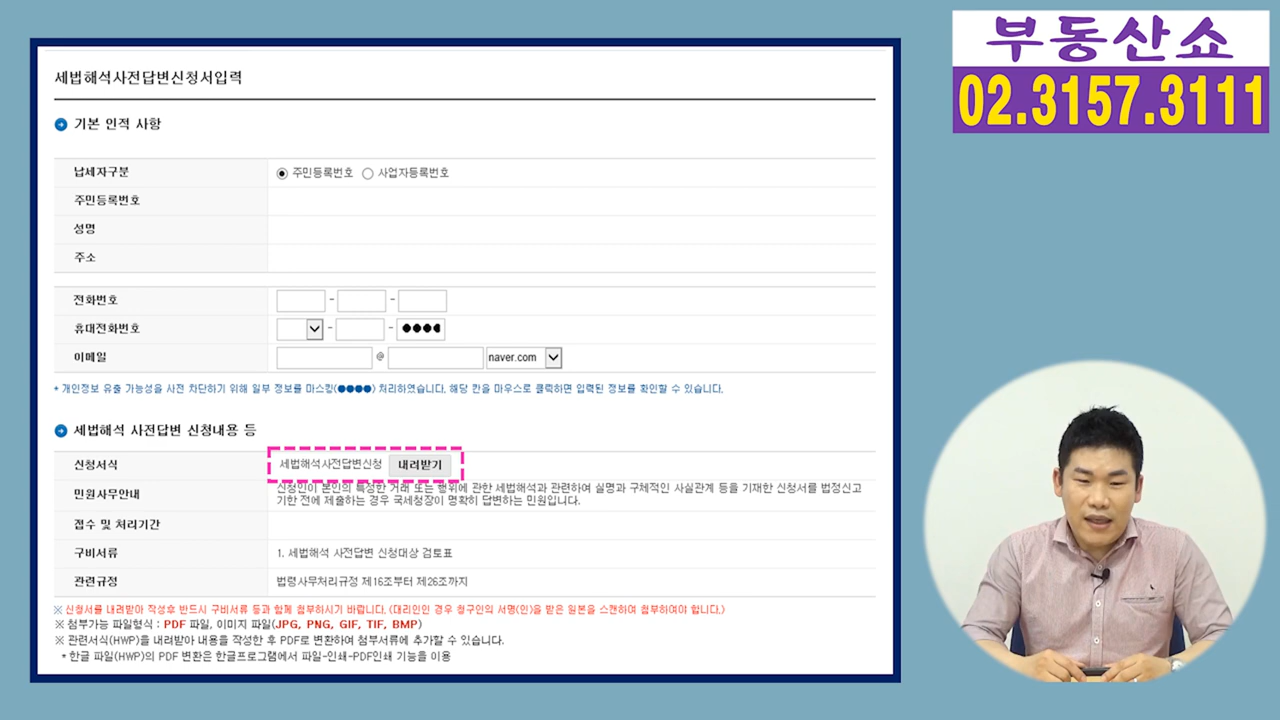 부동산쇼
02.3157.3111
세법해석사전답변신청서입력
기본 인적 사항
납세자구분 주민등록번호 사업자등록번호
주민등록번호
성명
주소
전화번호 - -
휴대전화번호 - - ●●●●
이메일 @ naver.com
* 개인정보 유출 가능성을 사전 차단하기 위해 일부 정보를 마스킹(●●●●) 처리하였습니다. 해당 칸을 마우스로 클릭하면 입력된 정보를 확인할 수 있습니다.
세법해석 사전답변 신청내용 등
신청서식 세법해석사전답변신청 내려받기
민원사무안내 신청인이 본인의 특정한 거래 또는 행위에 관한 세법해석과 관련하여 실명과 구체적인 사실관계 등을 기재한 신청서를 법정신고
기한 전에 제출하는 경우 국세청장이 명확히 답변하는 민원입니다.
접수 및 처리기간
구비서류 1. 세법해석 사전답변 신청대상 검토표
관련규정 법령사무처리규정 제16조부터 제26조까지
※ 신청서를 내려받아 작성후 반드시 구비서류 등과 함께 첨부하시기 바랍니다. (대리인인 경우 청구인의 서명(인)을 받은 일본을 스캔하여 첨부하여야 합니다.)
※ 첨부가능 파일형식 : PDF 파일, 이미지 파일(JPG, PNG, GIF, TIF, BMP)
※ 관련서식(HWP)을 내려받아 내용을 작성한 후 PDF로 변환하여 첨부서류에 추가할 수 있습니다.
* 한글 파일(HWP)의 PDF 변환은 한글프로그램에서 파일-인쇄-PDF인쇄 기능을 이용